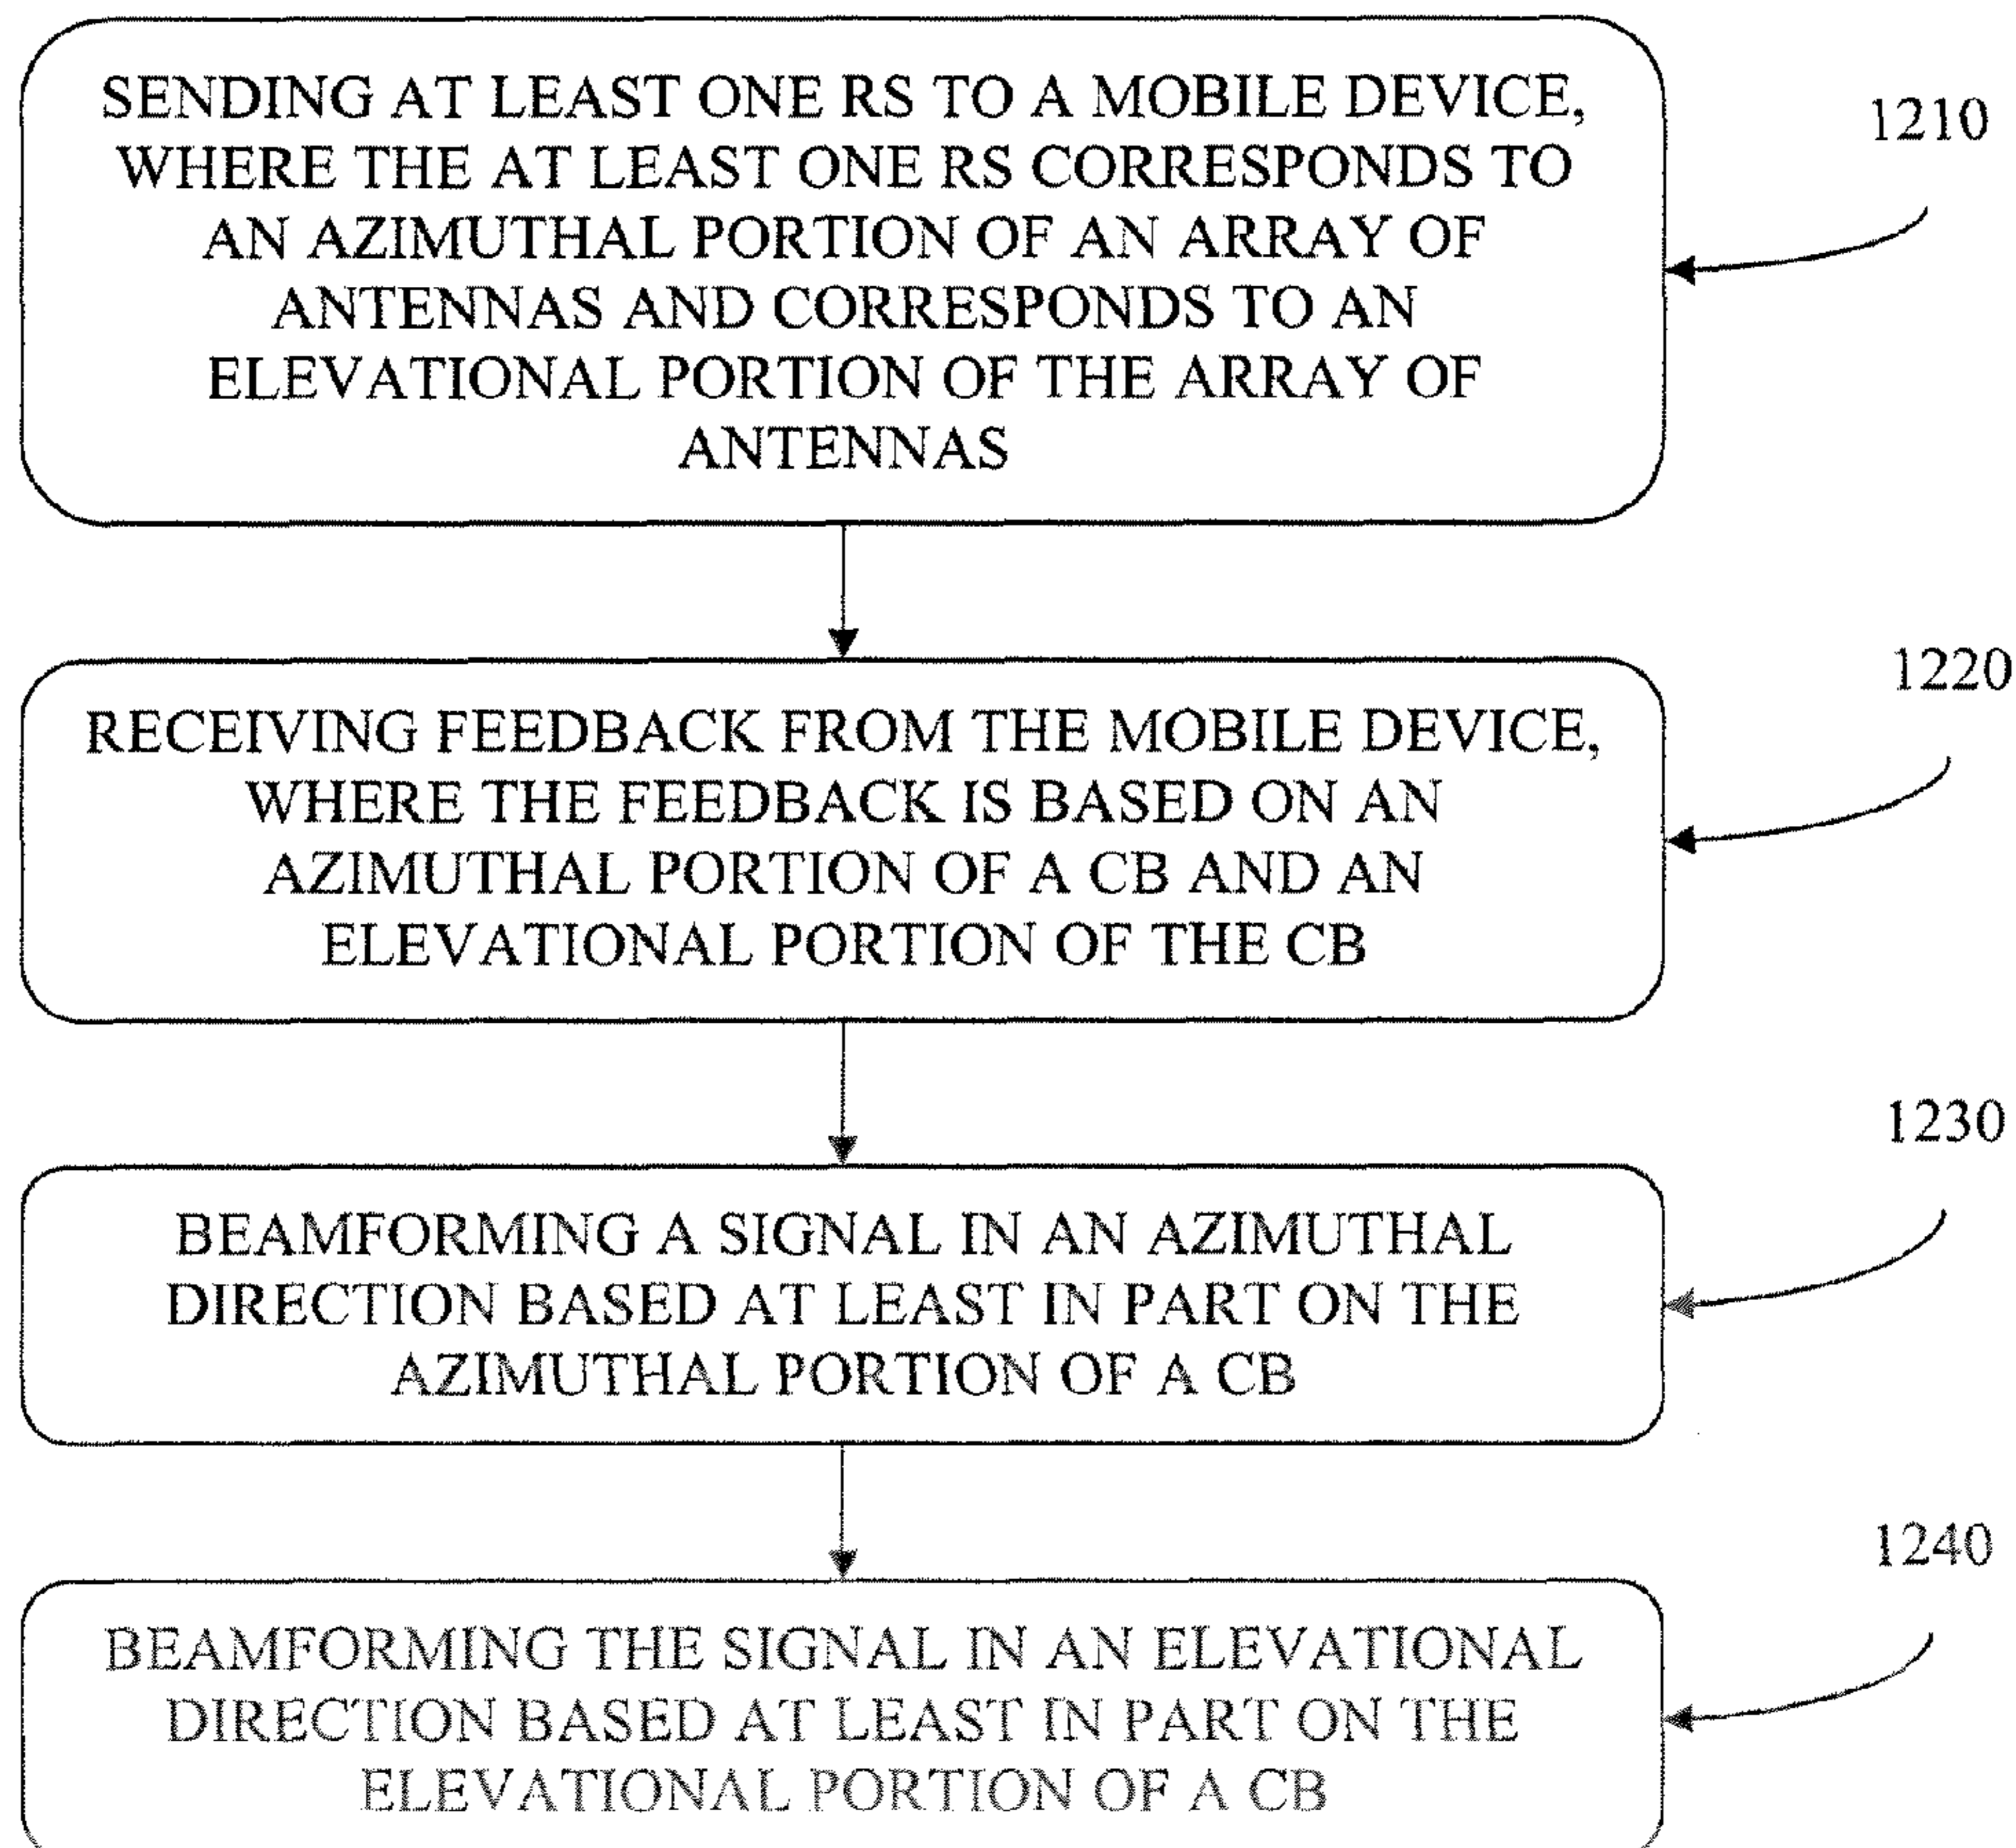 SENDING AT LEAST ONE RS TO A MOBILE DEVICE,
WHERE THE AT LEAST ONE RS CORRESPONDS TO
AN AZIMUTHAL PORTION OF AN ARRAY OF
ANTENNAS AND CORRESPONDS TO AN
ELEVATIONAL PORTION OF THE ARRAY OF
ANTENNAS
1210
RECEIVING FEEDBACK FROM THE MOBILE DEVICE,
WHERE THE FEEDBACK IS BASED ON AN
AZIMUTHAL PORTION OF A CB AND AN
ELEVATIONAL PORTION OF THE CB
1220
BEAMFORMING A SIGNAL IN AN AZIMUTHAL
DIRECTION BASED AT LEAST IN PART ON THE
AZIMUTHAL PORTION OF A CB
1230
BEAMFORMING THE SIGNAL IN AN ELEVATIONAL
DIRECTION BASED AT LEAST IN PART ON THE
ELEVATIONAL PORTION OF A CB
1240